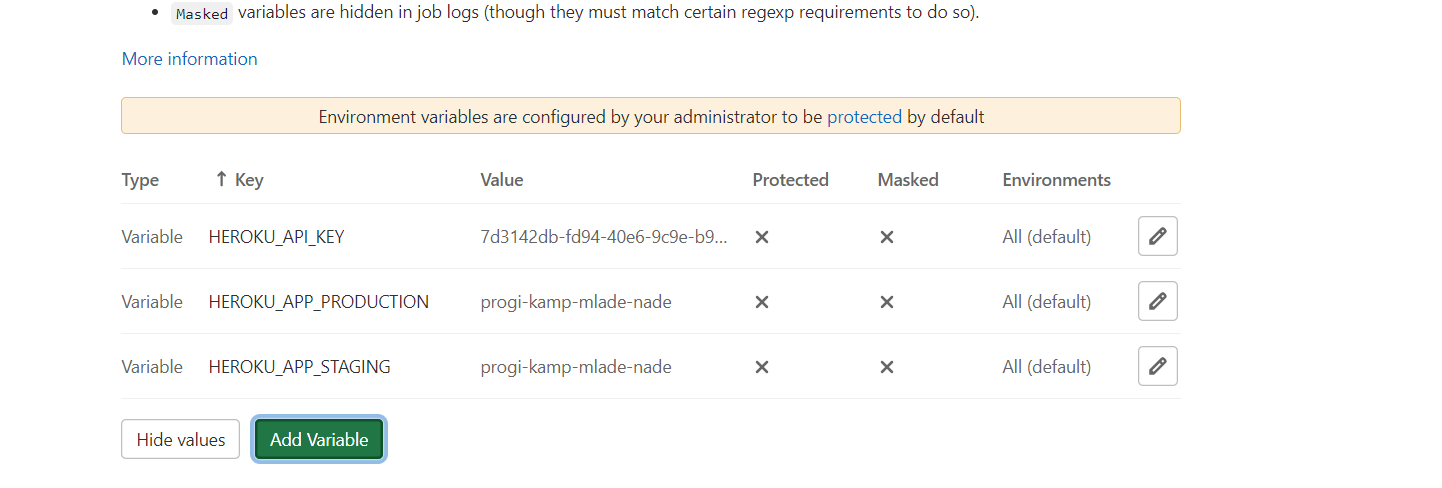 Masked variables are hidden in job logs (though they must match certain regexp requirements to do so).
More information
Environment variables are configured by your administrator to be protected by default
Type ↑ Key Value Protected Masked Environments
Variable HEROKU_API_KEY 7d3142db-fd94-40e6-9c9e-b9... All (default)
Variable HEROKU_APP_PRODUCTION progi-kamp-mlade-nade All (default)
Variable HEROKU_APP_STAGING progi-kamp-mlade-nade All (default)
Hide values Add Variable